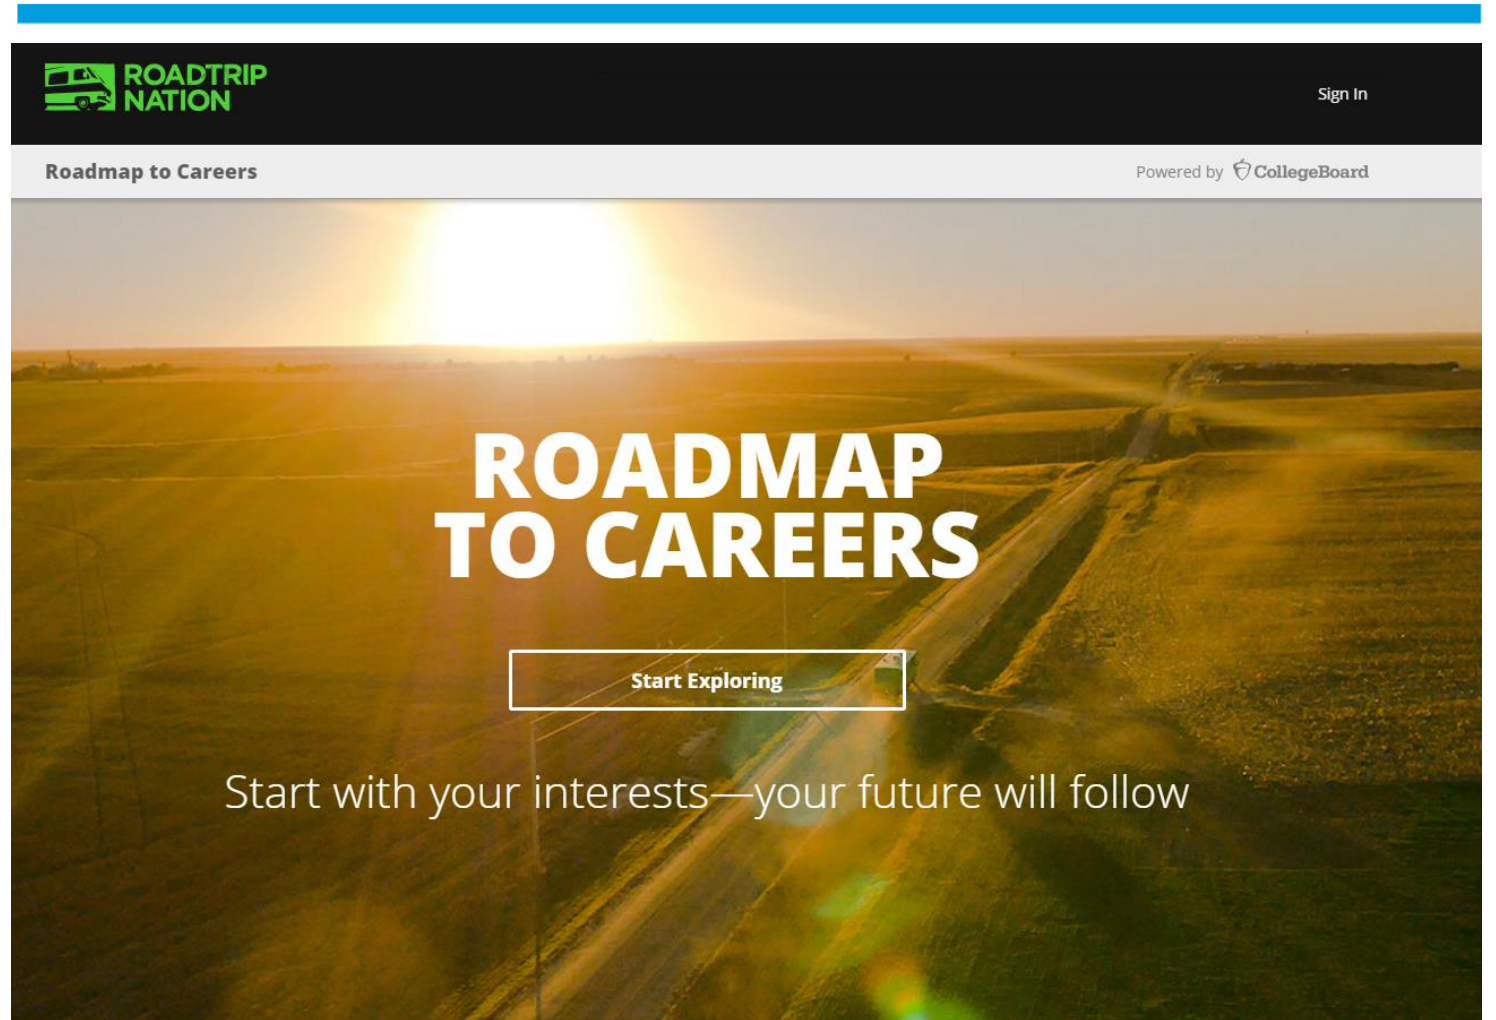 ROADTRIP
NATION
Sign In
Roadmap to Careers
Powered by CollegeBoard
ROADMAP
TO CAREERS
Start Exploring
Start with your interests—your future will follow